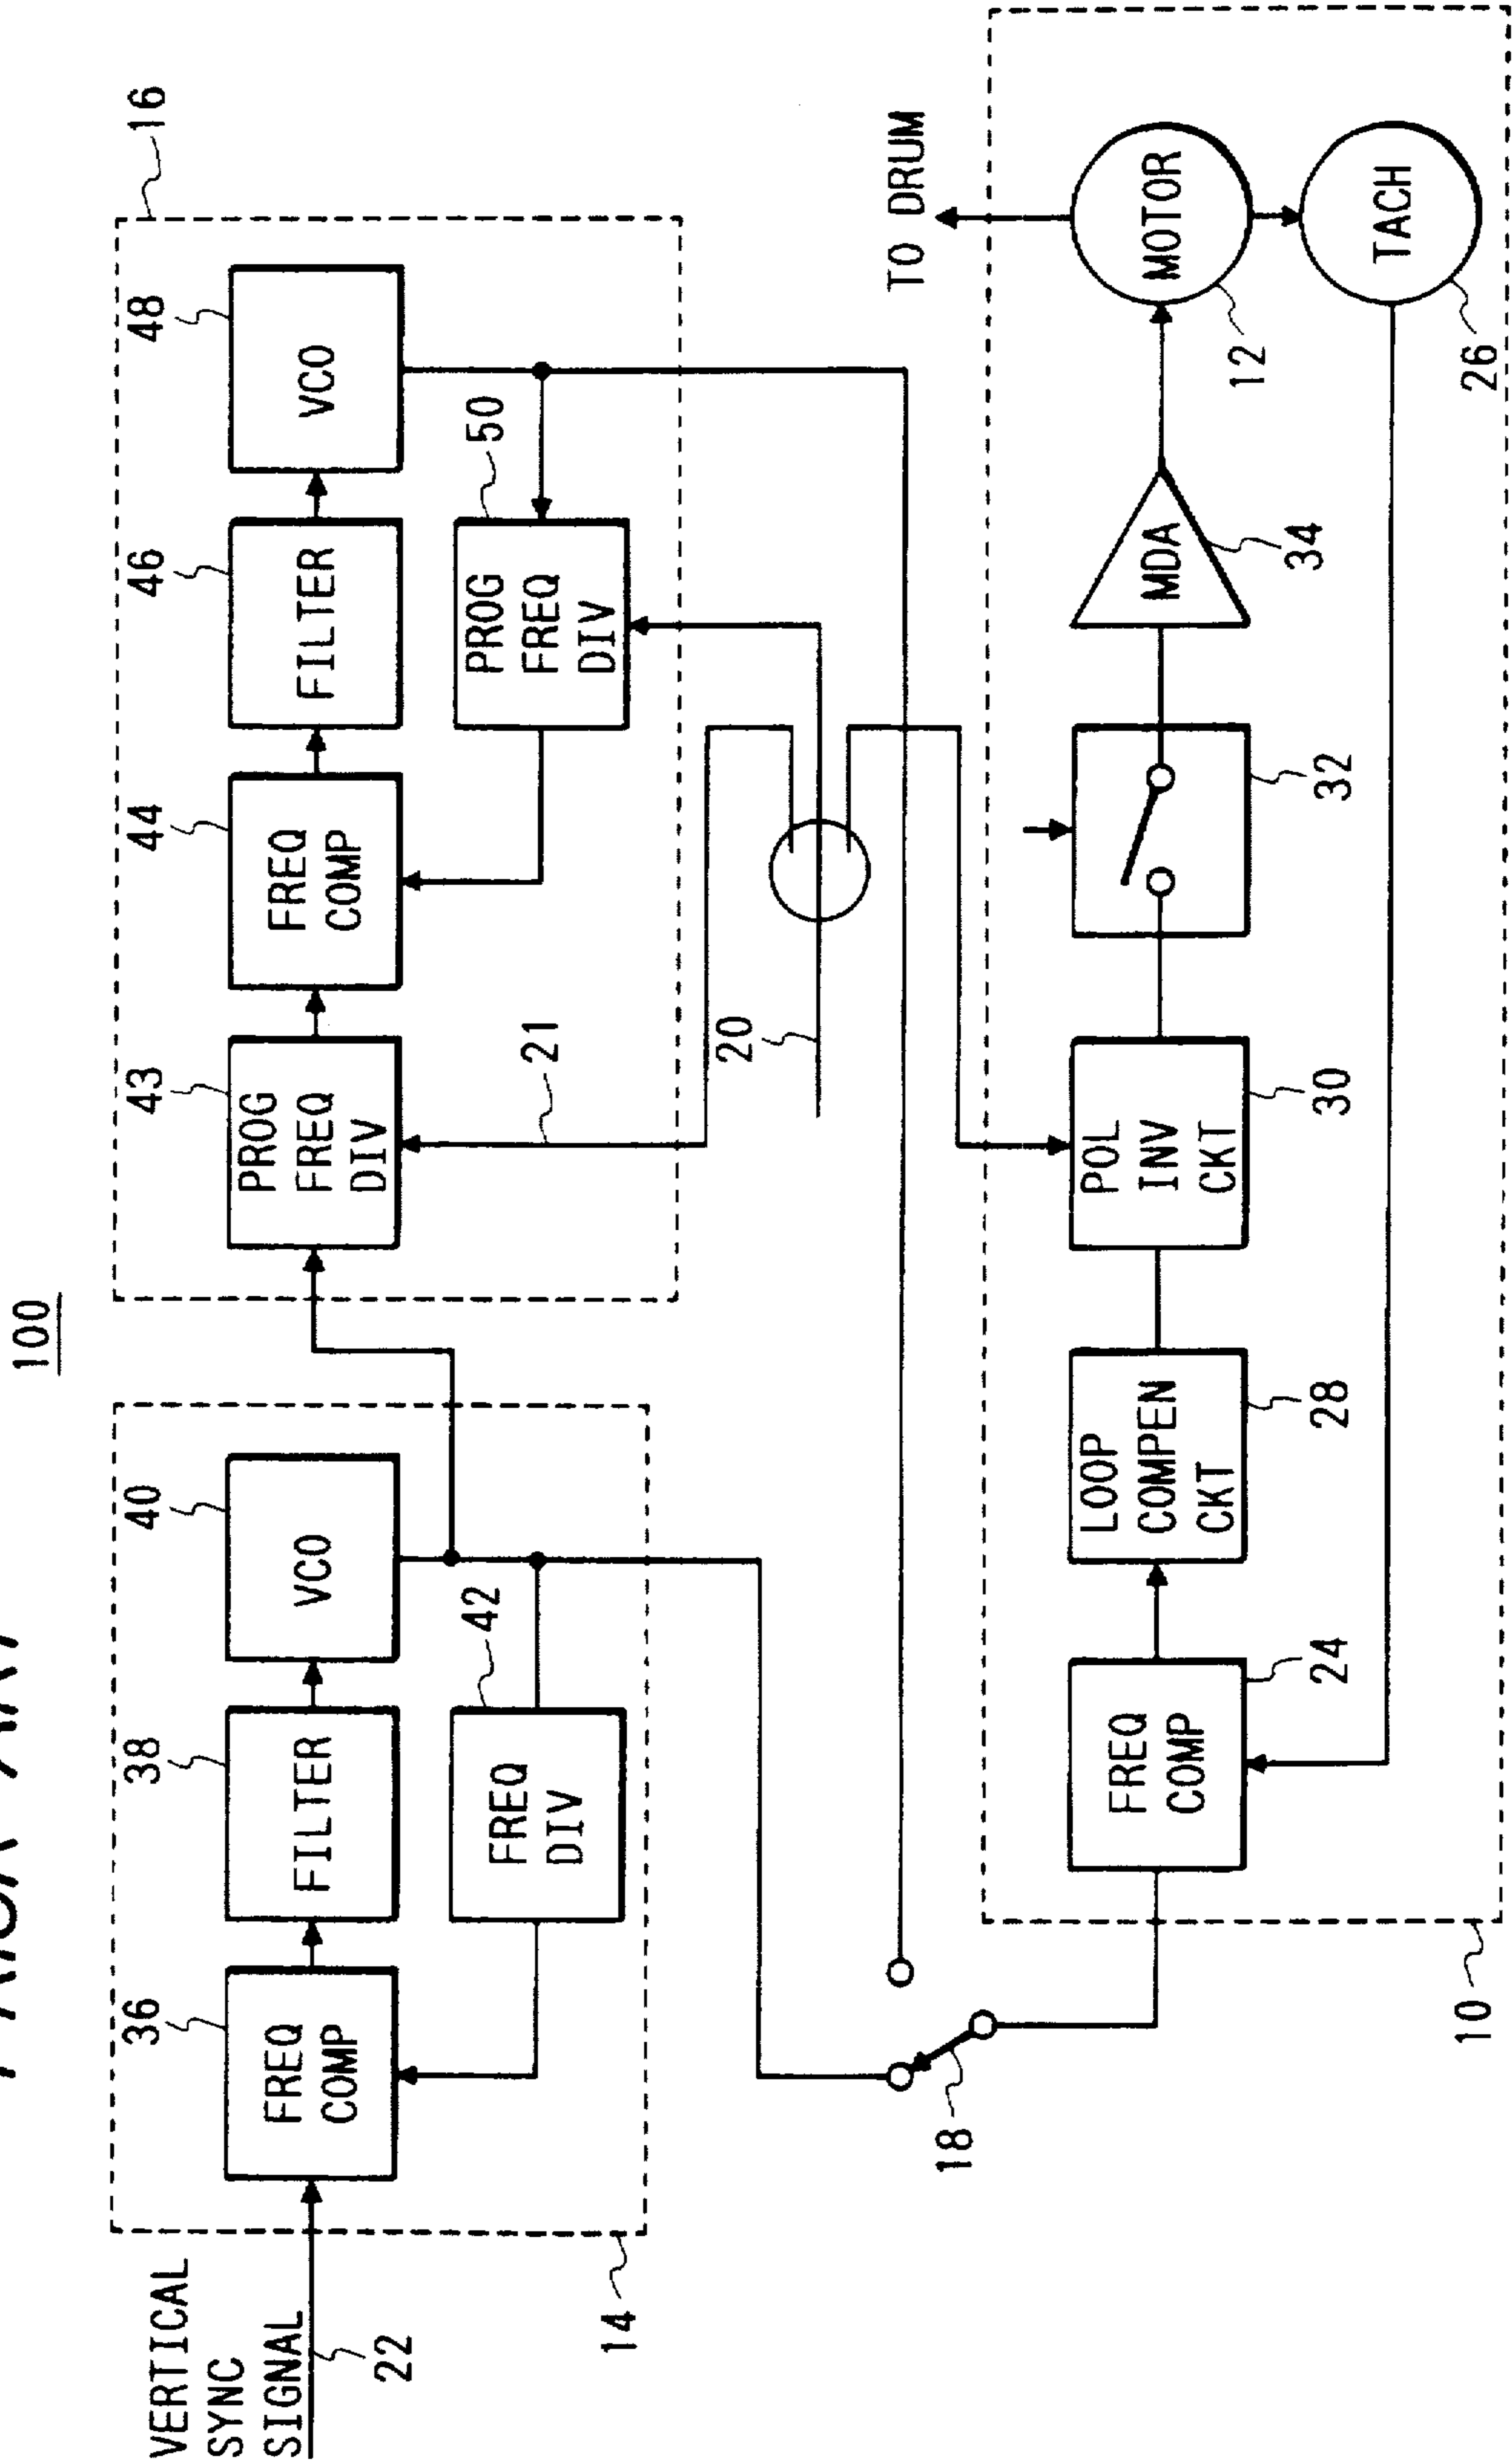 PRIOR ART
100
16
VERTICAL
SYNC
SIGNAL
22
36
FREQ
COMP
38
FILTER
40
VCO
42
FREQ
DIV
14
43
PROG
FREQ
DIV
44
FREQ
COMP
46
FILTER
48
VCO
50
PROG
FREQ
DIV
21
20
18
TO DRUM
FREQ
COMP
24
LOOP
COMPEN
CKT
28
POL
INV
CKT
30
32
MDA
34
MOTOR
12
TACH
26
10